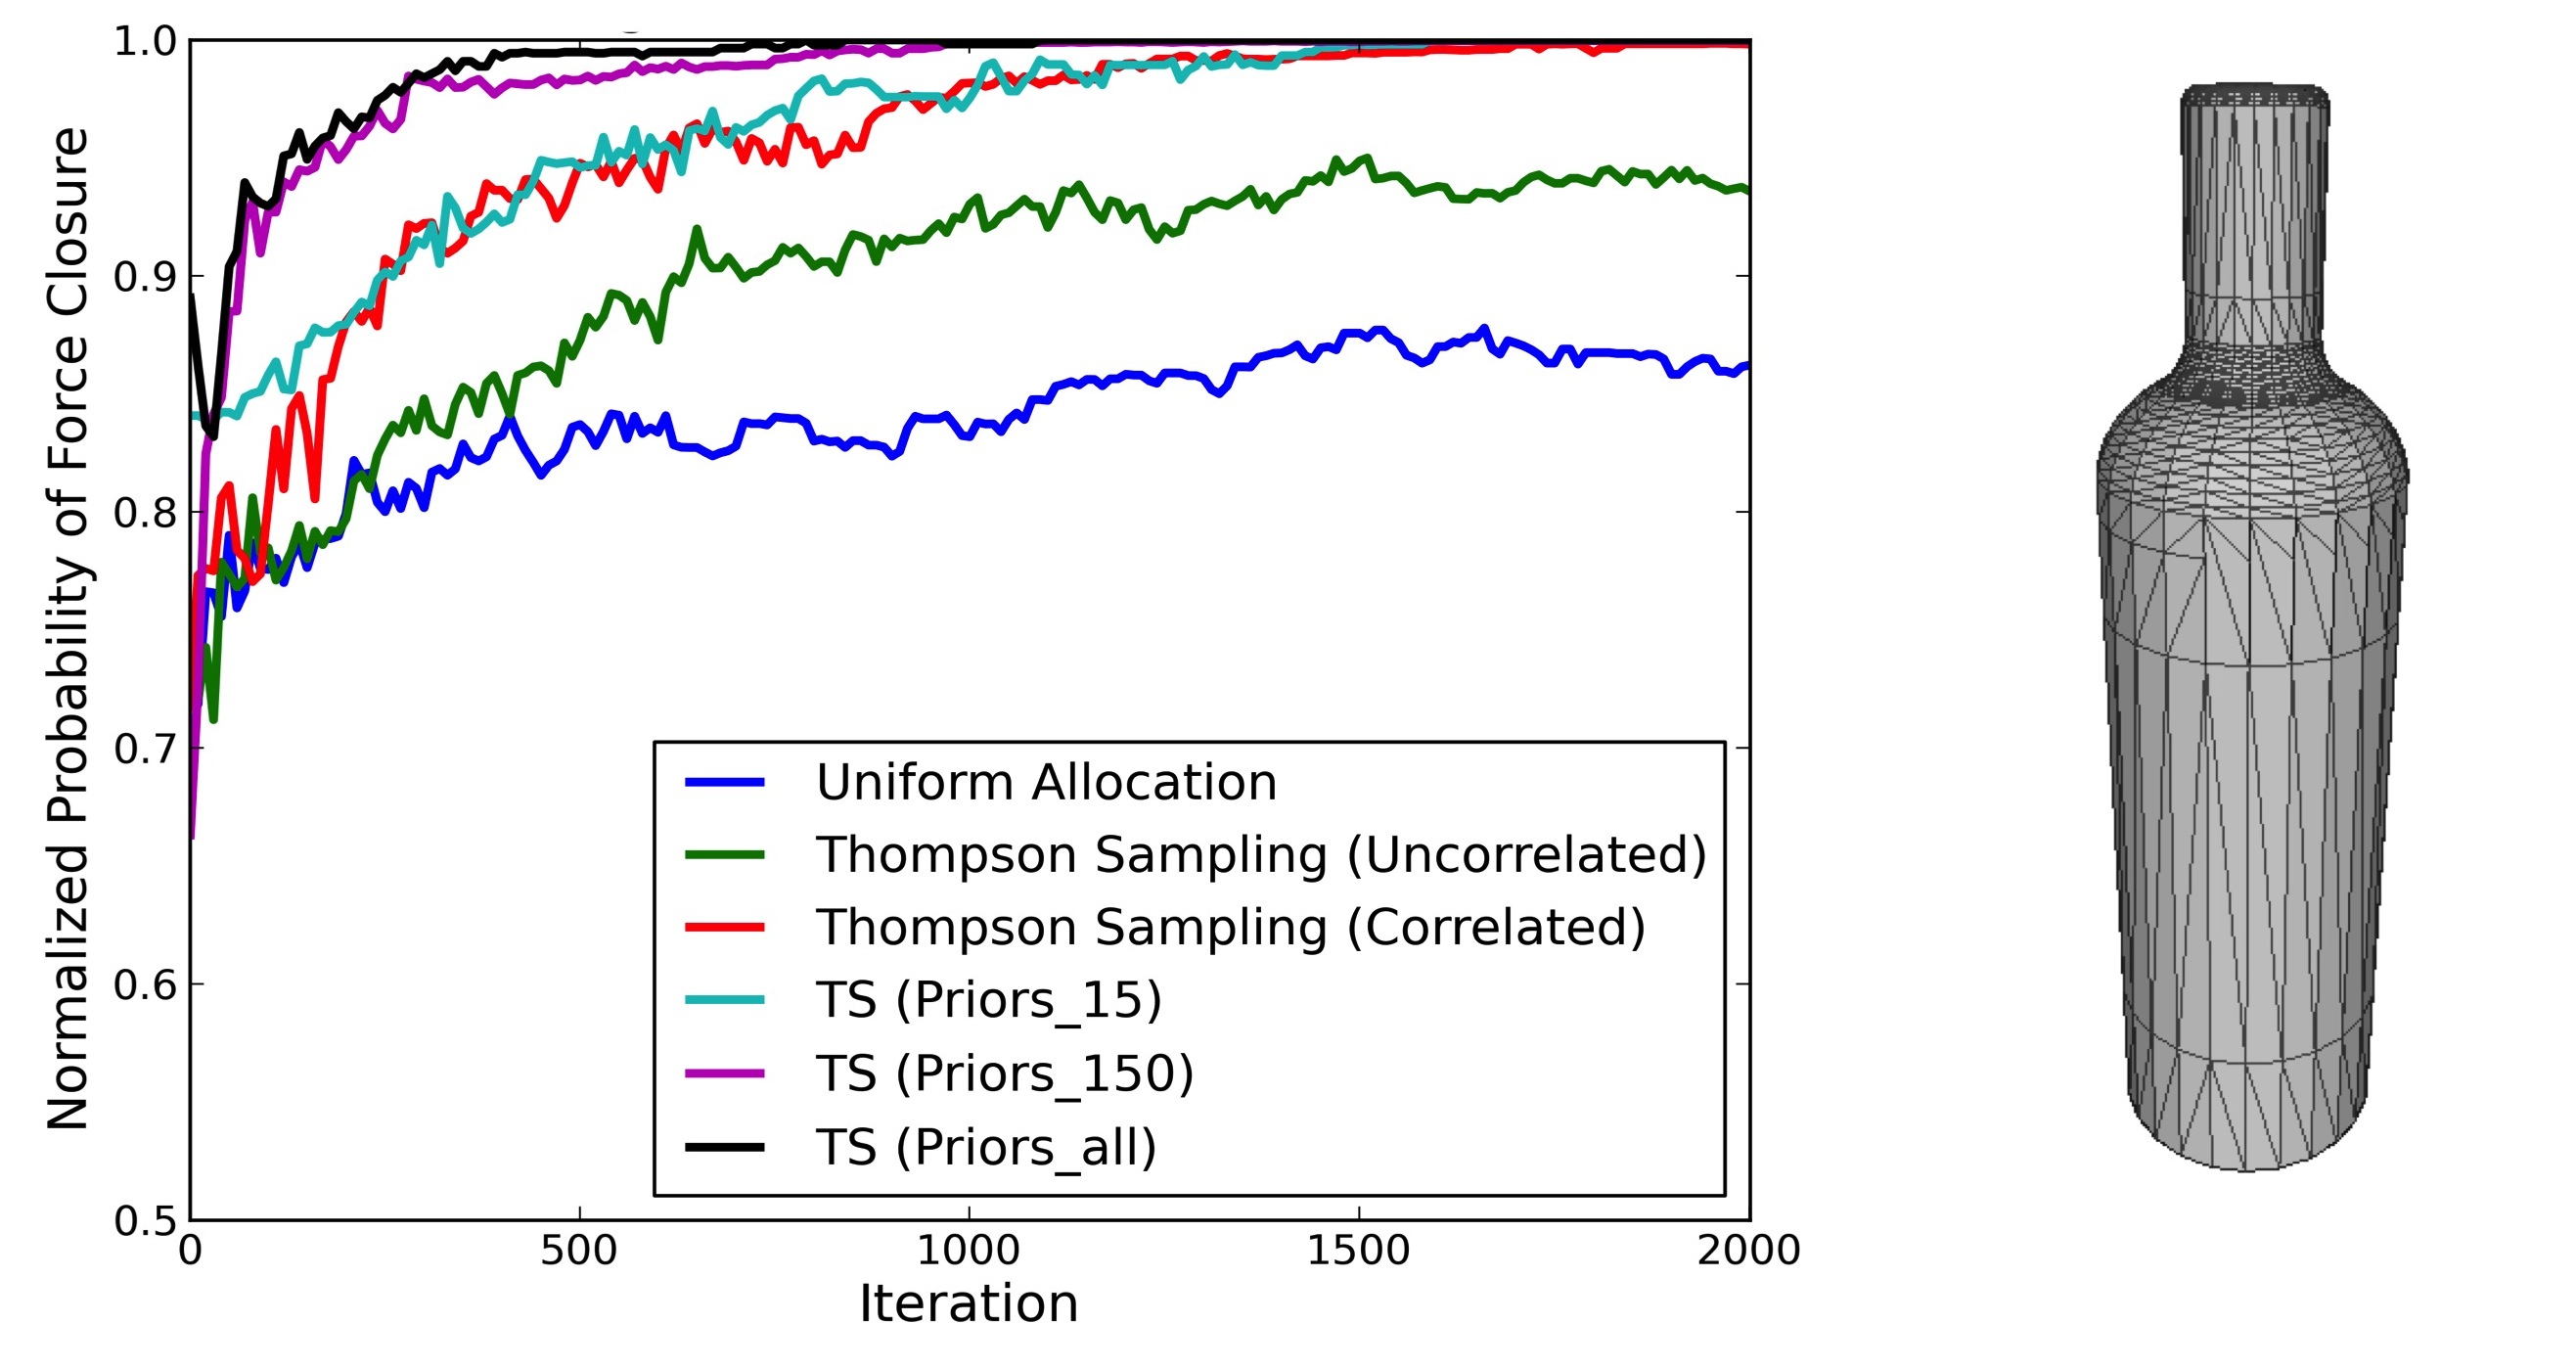 Normalized Probability of Force Closure
1.0
0.9
0.8
0.7
0.6
0.5
0
500
1000
1500
2000
Iteration
Uniform Allocation
Thompson Sampling (Uncorrelated)
Thompson Sampling (Correlated)
TS (Priors_15)
TS (Priors_150)
TS (Priors_all)